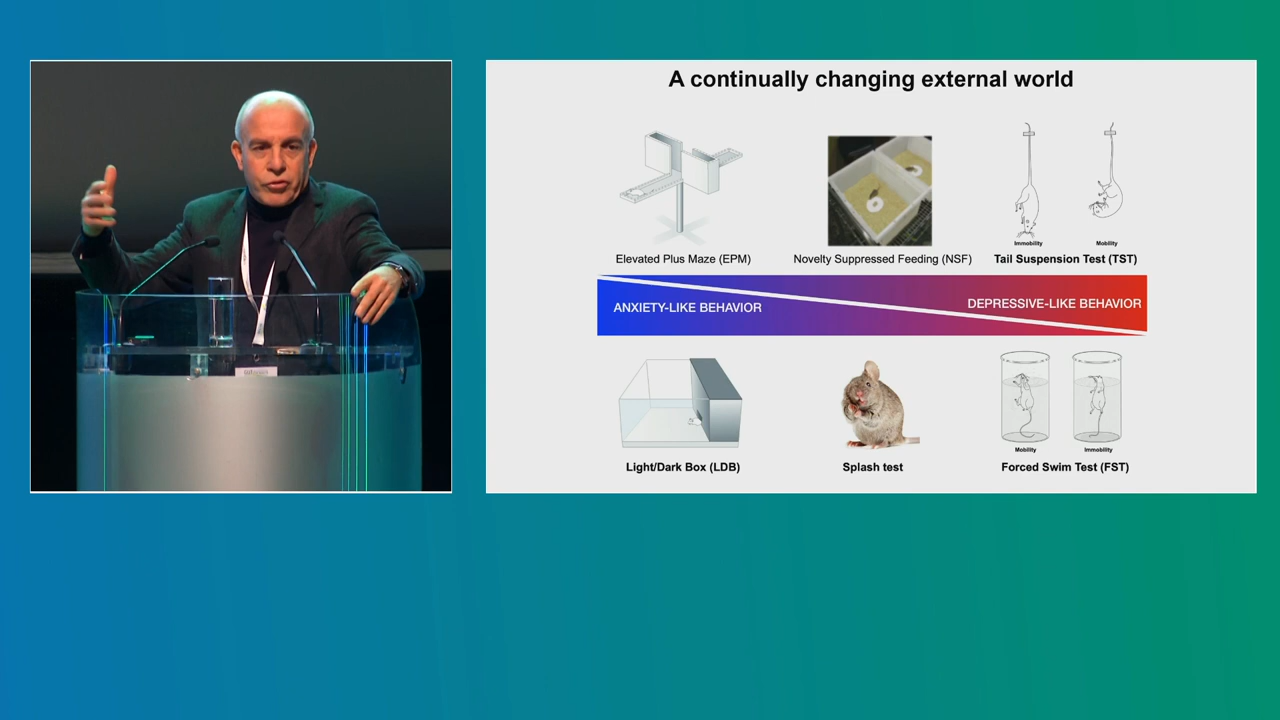 A continually changing external world
Immobility
Mobility
Elevated Plus Maze (EPM)
Novelty Suppressed Feeding (NSF)
Tail Suspension Test (TST)
ANXIETY-LIKE BEHAVIOR
DEPRESSIVE-LIKE BEHAVIOR
Mobility
Immobility
Light/Dark Box (LDB)
Splash test
Forced Swim Test (FST)